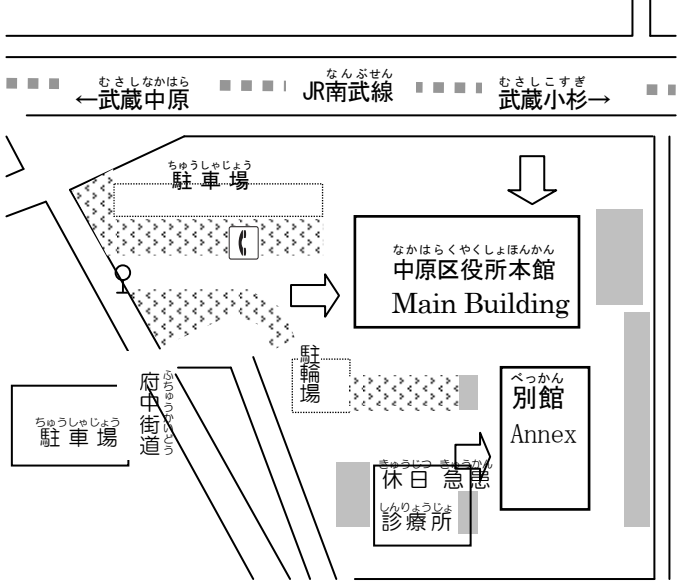 むさしなかはら
←武蔵中原
なんぶせん
JR南武線
むさしこすぎ
武蔵小杉→
ちゅうしゃじょう
駐車場
なかはらくやくしょほんかん
中原区役所本館
Main Building
駐輪場
べっかん
別館
Annex
ふちゅうかいどう
府中街道
ちゅうしゃじょう
駐車場
きゅうじつ きゅうかん
休日 急患
しんりょうじょ
診療所